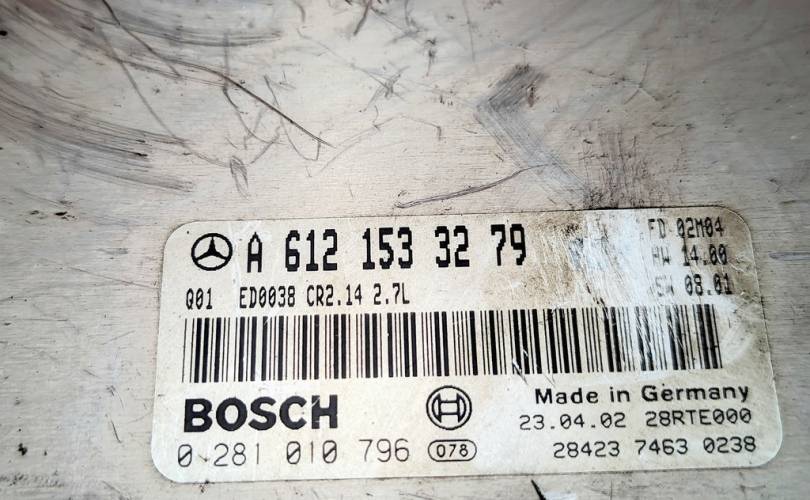 A 612 153 32 79
FD 02M04
HW 14.00
SW 08.01
Q01 ED0038 CR2.14 2.7L
BOSCH
Made in Germany
23.04.02 28RTE000
0 281 010 796 078
28423 7463 0238